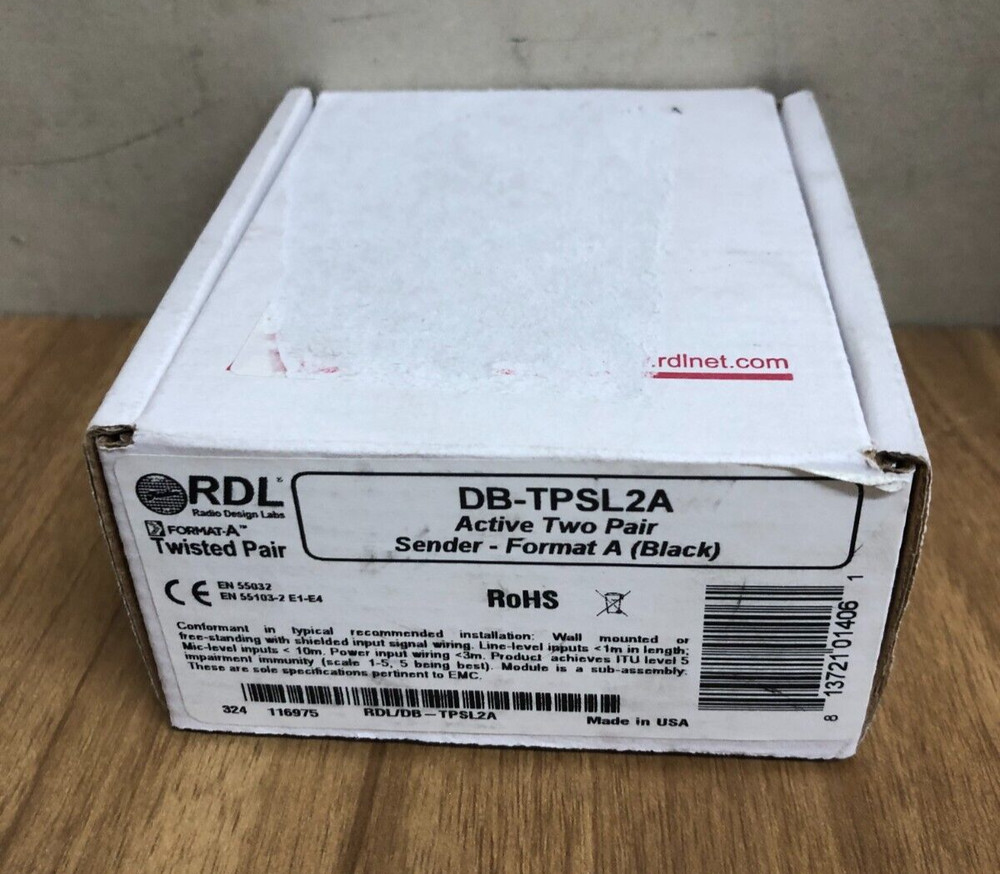 .rdlnet.com
RDL®
Radio Design Labs
FORMAT-A™
Twisted Pair
DB-TPSL2A
Active Two Pair
Sender - Format A (Black)
CE EN 55032
EN 55103-2 E1-E4
RoHS
Conformant in typical recommended installation: Wall mounted or
free-standing with shielded input signal wiring. Line-level inputs <1m in length;
Mic-level inputs < 10m. Power input wiring <3m. Product achieves ITU level 5
impairment immunity (scale 1-5, 5 being best). Module is a sub-assembly.
These are sole specifications pertinent to EMC.
324 116975 RDL/DB-TPSL2A
Made in USA
8 13721 01406 1